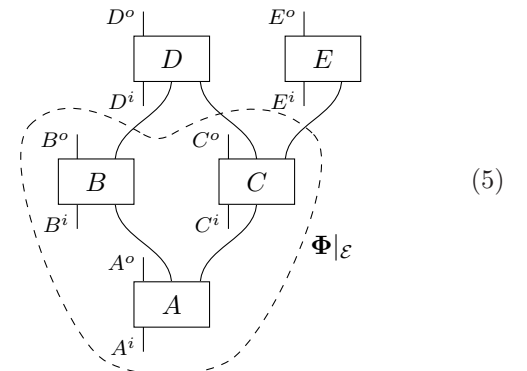 D^o E^o
D E
D^i E^i
B^o C^o
B C (5)
B^i C^i
Φ|_ℰ
A^o
A
A^i